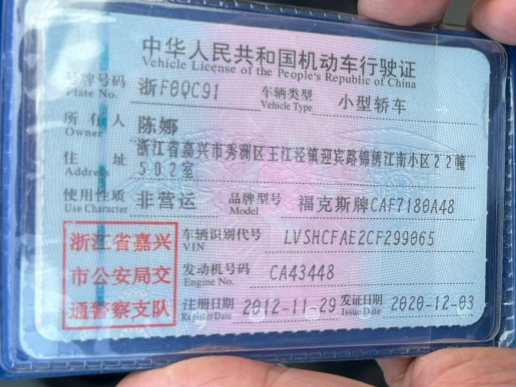 中华人民共和国机动车行驶证
Vehicle License of the People's Republic of China
号牌号码 浙F0QC91 车辆类型 小型轿车
Plate No. Vehicle Type
所有人 陈娜
Owner
住址 浙江省嘉兴市秀洲区王江泾镇迎宾路锦绣江南小区22幢
Address 502室
使用性质 非营运 品牌型号 福克斯牌CAF7180A48
Use Character Model
浙江省嘉兴 车辆识别代号 LVSHCFAE2CF299065
VIN
市公安局交 发动机号码 CA43448
Engine No.
通警察支队 注册日期 2012-11-29 发证日期 2020-12-03
Register Date Issue Date